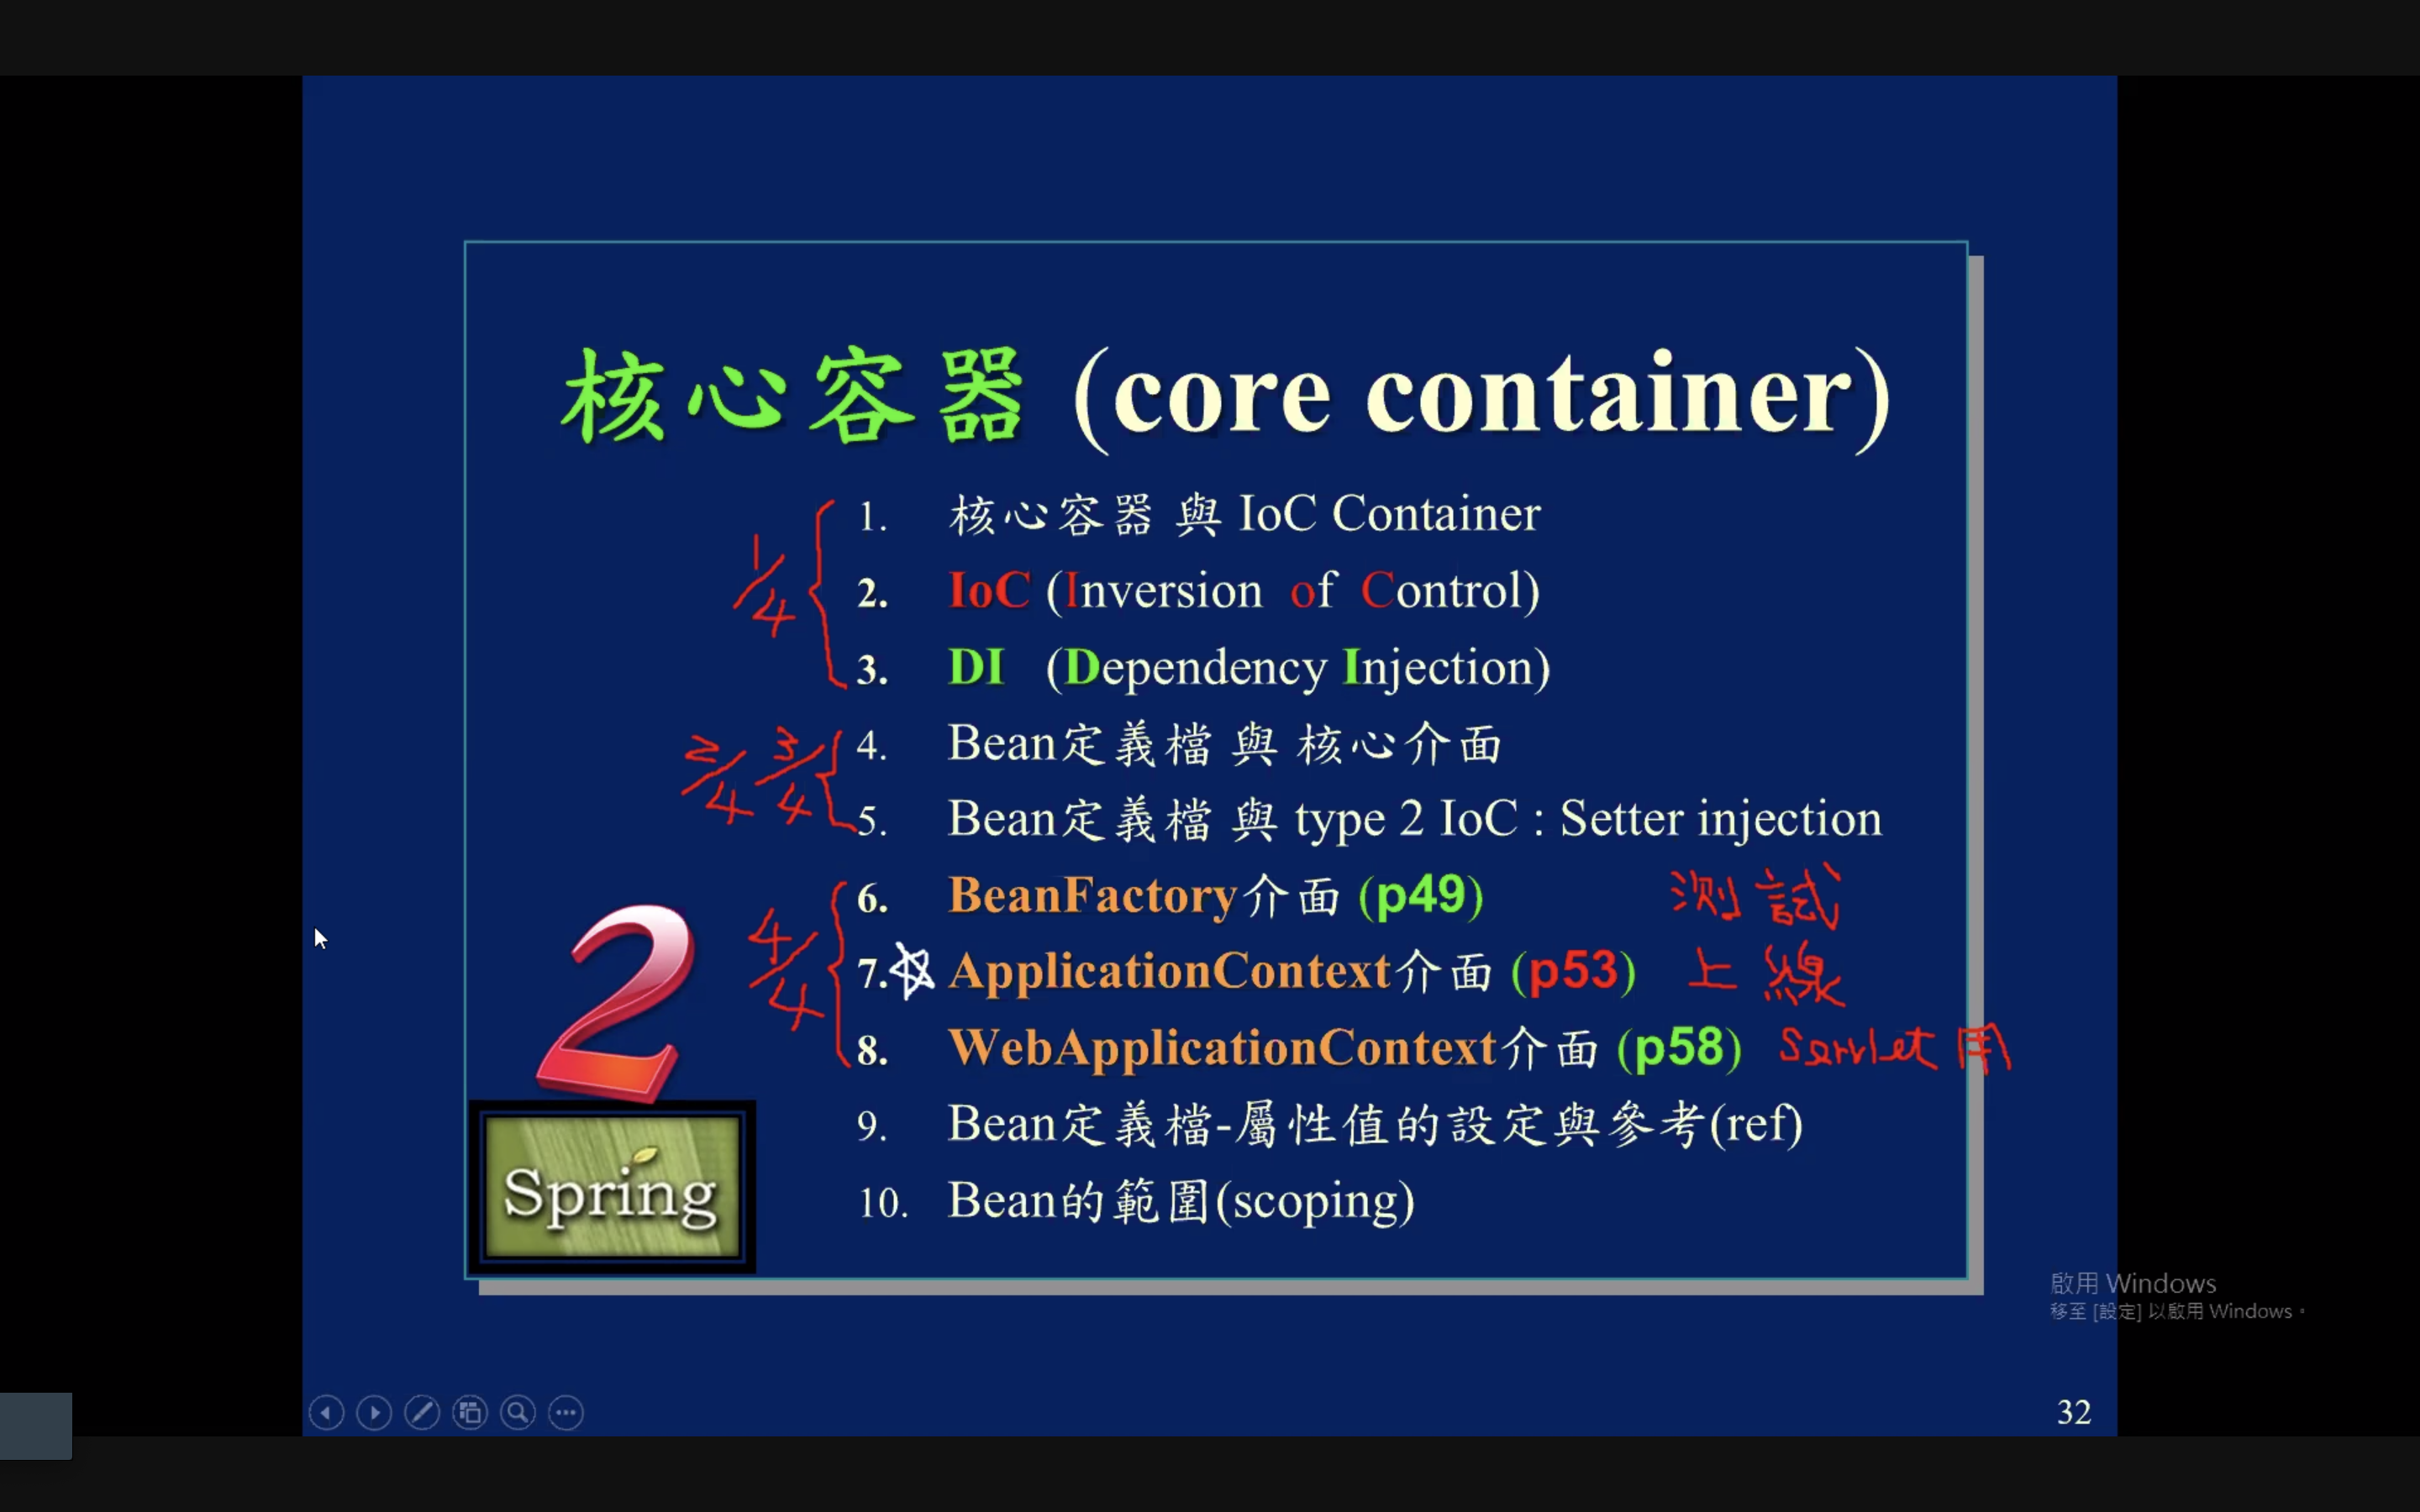 核心容器 (core container)
1. 核心容器 與 IoC Container
2. IoC (Inversion of Control)
3. DI (Dependency Injection)
1/4
4. Bean定義檔 與 核心介面
5. Bean定義檔 與 type 2 IoC : Setter injection
2/4 3/4
6. BeanFactory介面 (p49) 測試
7. ☆ ApplicationContext介面 (p53) 上線
8. WebApplicationContext介面 (p58) Servlet 用
4/4
9. Bean定義檔-屬性值的設定與參考(ref)
10. Bean的範圍(scoping)
2
Spring
啟用 Windows
移至 [設定] 以啟用 Windows。
32